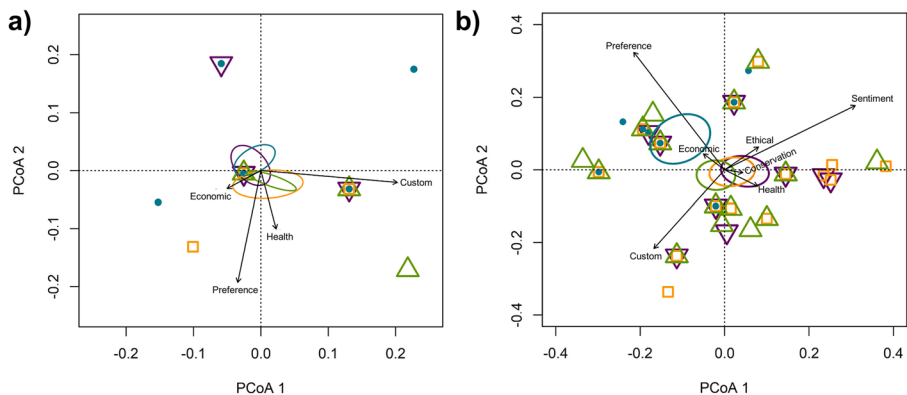 a)
b)
0.2
0.1
0.0
-0.1
-0.2
PCoA 2
-0.2
-0.1
0.0
0.1
0.2
PCoA 1
Economic
Custom
Health
Preference
0.4
0.2
0.0
-0.2
-0.4
PCoA 2
-0.4
-0.2
0.0
0.2
0.4
PCoA 1
Preference
Sentiment
Ethical
Economic
Conservation
Health
Custom